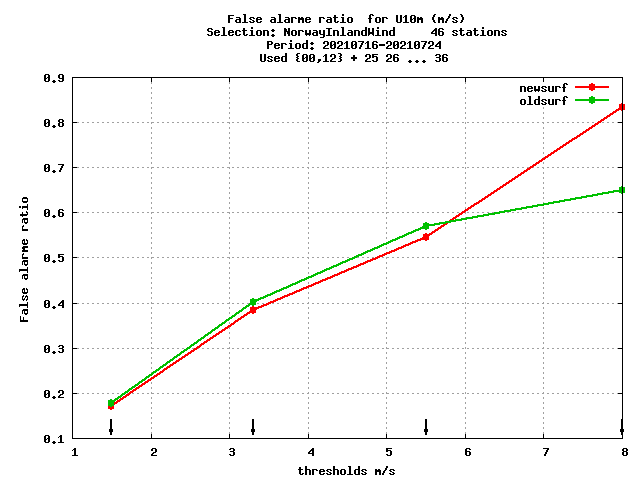 False alarme ratio  for U10m (m/s)
Selection: NorwayInlandWind     46 stations
Period: 20210716-20210724
Used {00,12} + 25 26 ... 36
newsurf
oldsurf
False alarme ratio
0.9
0.8
0.7
0.6
0.5
0.4
0.3
0.2
0.1
1 2 3 4 5 6 7 8
thresholds m/s